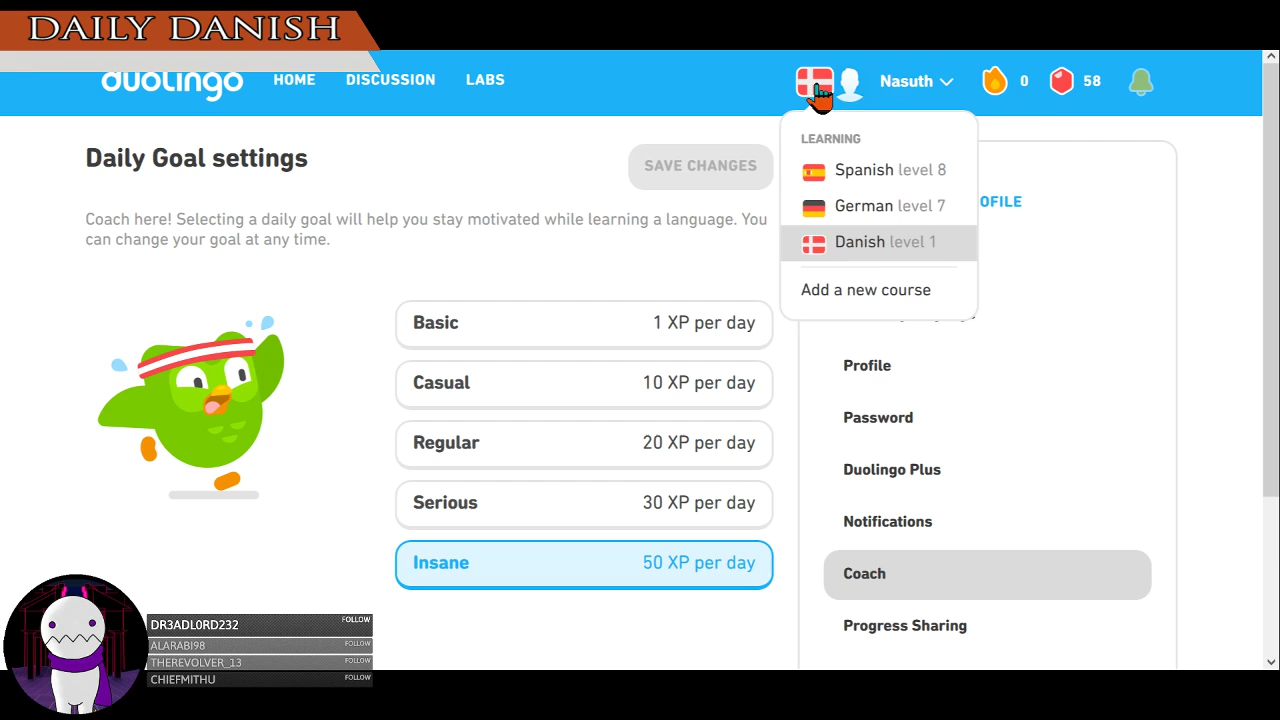 DAILY DANISH
duolingo HOME DISCUSSION LABS Nasuth 0 58
LEARNING
Spanish level 8
German level 7
Danish level 1
Add a new course
Daily Goal settings
SAVE CHANGES
Coach here! Selecting a daily goal will help you stay motivated while learning a language. You
can change your goal at any time.
Basic 1 XP per day
Casual 10 XP per day
Regular 20 XP per day
Serious 30 XP per day
Insane 50 XP per day
OFILE
Profile
Password
Duolingo Plus
Notifications
Coach
Progress Sharing
DR3ADL0RD232 FOLLOW
ALARABI98 FOLLOW
THEREVOLVER_13 FOLLOW
CHIEFMITHU FOLLOW